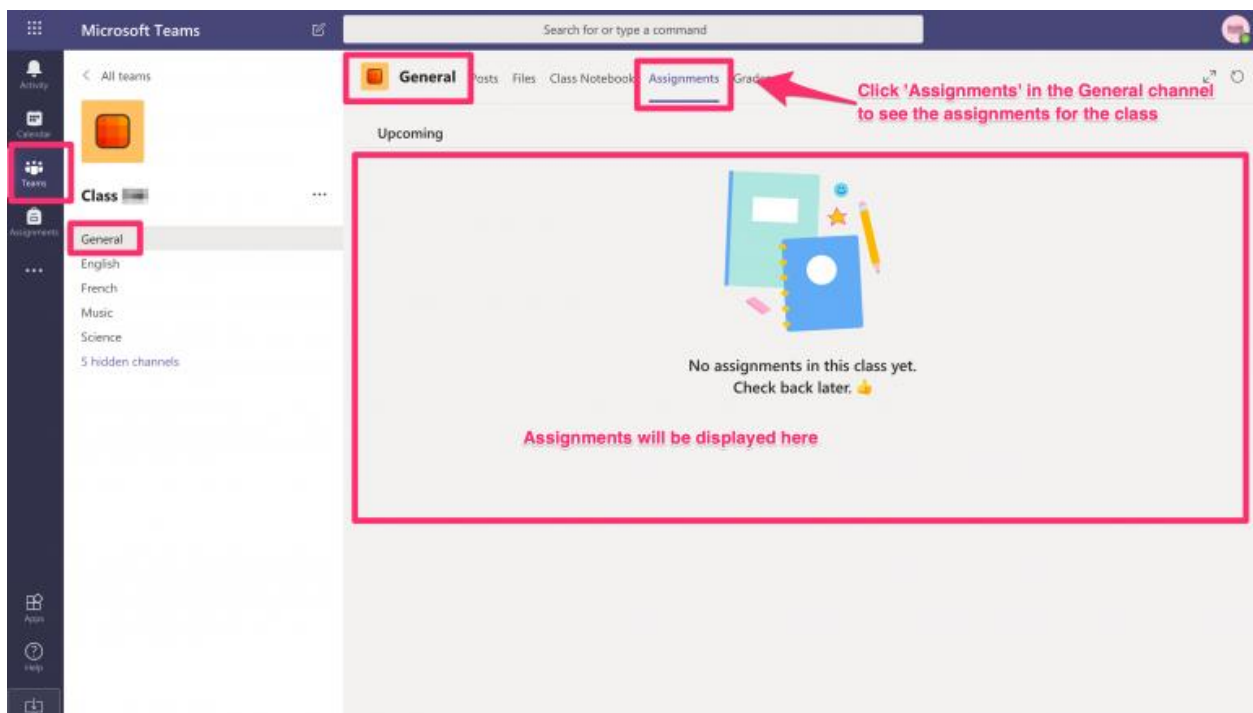 Microsoft Teams
Search for or type a command
Activity
Calendar
Teams
Assignments
Apps
Help
All teams
Class
General
English
French
Music
Science
5 hidden channels
General Posts Files Class Notebook Assignments Grades
Click 'Assignments' in the General channel
to see the assignments for the class
Upcoming
No assignments in this class yet.
Check back later. 👍
Assignments will be displayed here